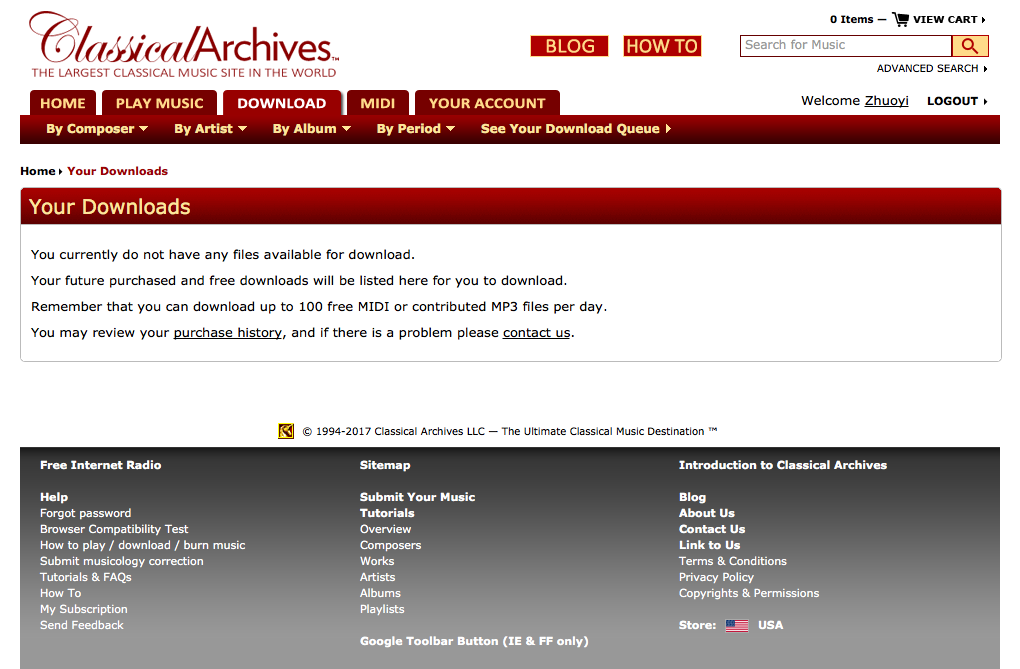 ClassicalArchives™
THE LARGEST CLASSICAL MUSIC SITE IN THE WORLD
BLOG
HOW TO
0 Items — VIEW CART
Search for Music
ADVANCED SEARCH
HOME
PLAY MUSIC
DOWNLOAD
MIDI
YOUR ACCOUNT
Welcome Zhuoyi LOGOUT
By Composer
By Artist
By Album
By Period
See Your Download Queue
Home Your Downloads
Your Downloads
You currently do not have any files available for download.
Your future purchased and free downloads will be listed here for you to download.
Remember that you can download up to 100 free MIDI or contributed MP3 files per day.
You may review your purchase history, and if there is a problem please contact us.
© 1994-2017 Classical Archives LLC — The Ultimate Classical Music Destination ™
Free Internet Radio
Help
Forgot password
Browser Compatibility Test
How to play / download / burn music
Submit musicology correction
Tutorials & FAQs
How To
My Subscription
Send Feedback
Sitemap
Submit Your Music
Tutorials
Overview
Composers
Works
Artists
Albums
Playlists
Google Toolbar Button (IE & FF only)
Introduction to Classical Archives
Blog
About Us
Contact Us
Link to Us
Terms & Conditions
Privacy Policy
Copyrights & Permissions
Store: USA